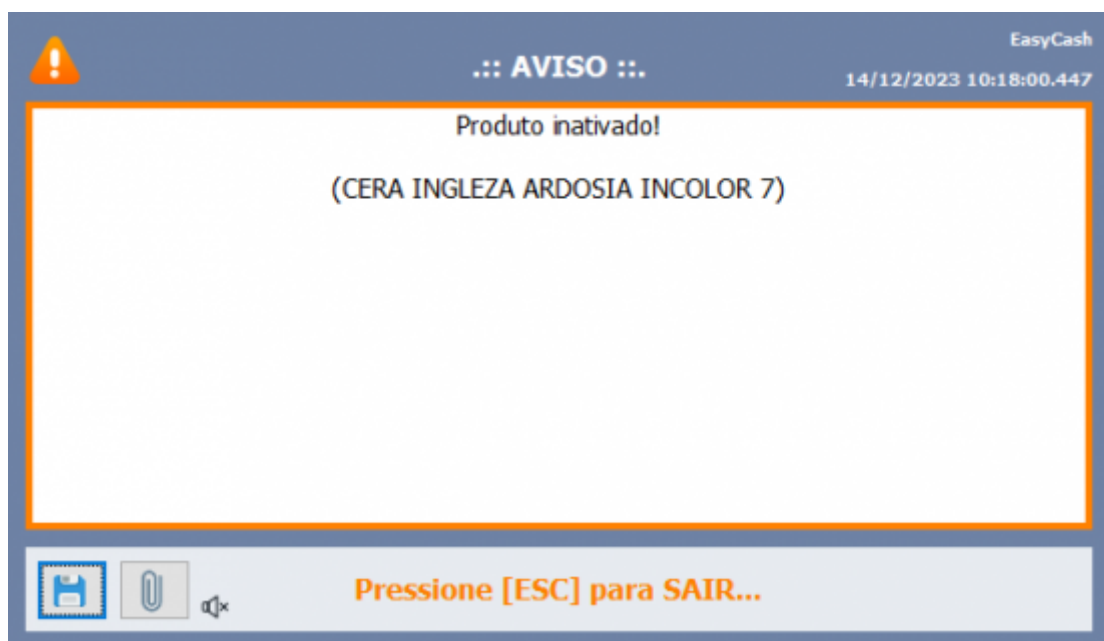 EasyCash
.:: AVISO ::.
14/12/2023 10:18:00.447
Produto inativado!
(CERA INGLEZA ARDOSIA INCOLOR 7)
Pressione [ESC] para SAIR...